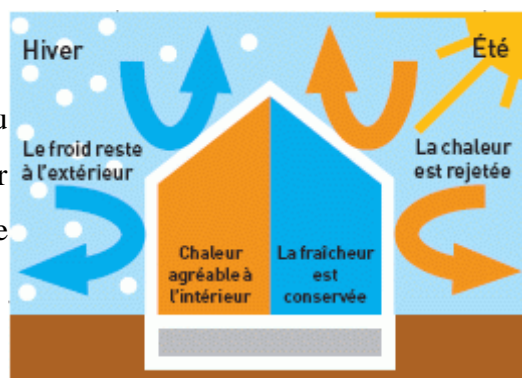 Hiver
Été
u
Le froid reste
à l'extérieur
r
e
La chaleur
est rejetée
Chaleur
agréable à
l'intérieur
La fraîcheur
est
conservée